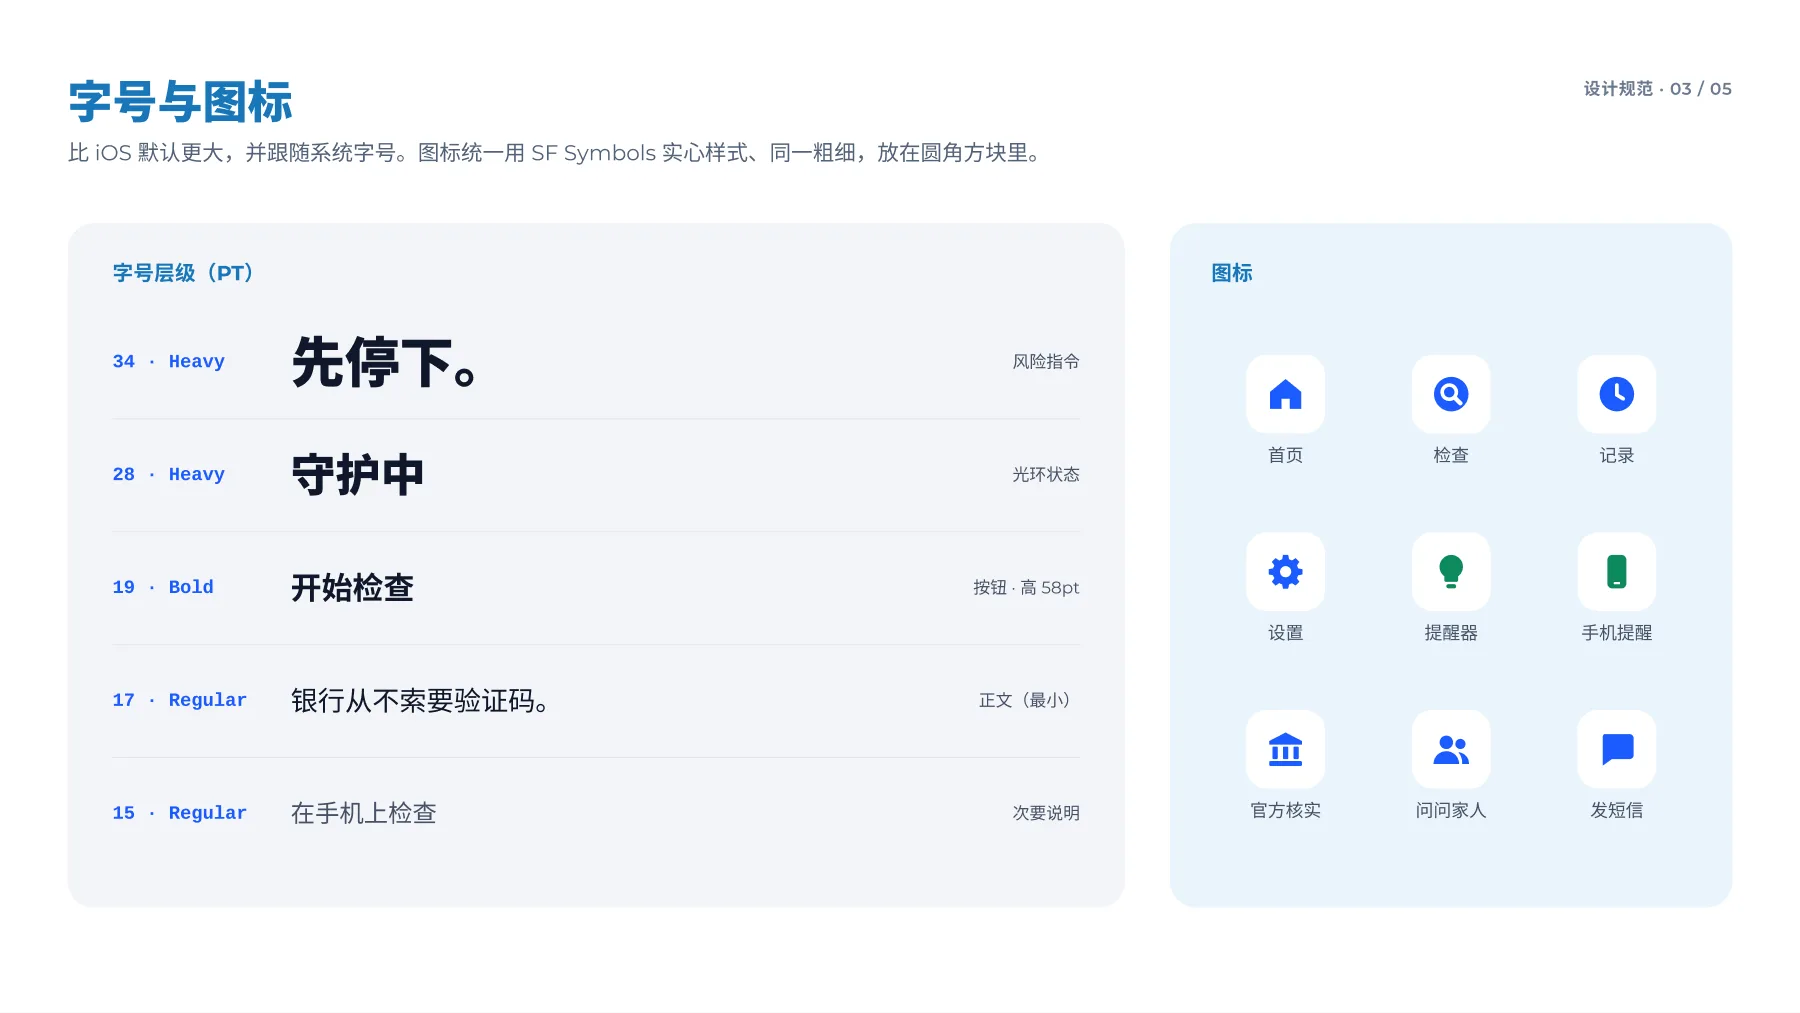 字号与图标
设计规范 · 03 / 05
比 iOS 默认更大，并跟随系统字号。图标统一用 SF Symbols 实心样式、同一粗细，放在圆角方块里。
字号层级（PT）
34 · Heavy 先停下。 风险指令
28 · Heavy 守护中 光环状态
19 · Bold 开始检查 按钮 · 高 58pt
17 · Regular 银行从不索要验证码。 正文（最小）
15 · Regular 在手机上检查 次要说明
图标
首页 检查 记录
设置 提醒器 手机提醒
官方核实 问问家人 发短信